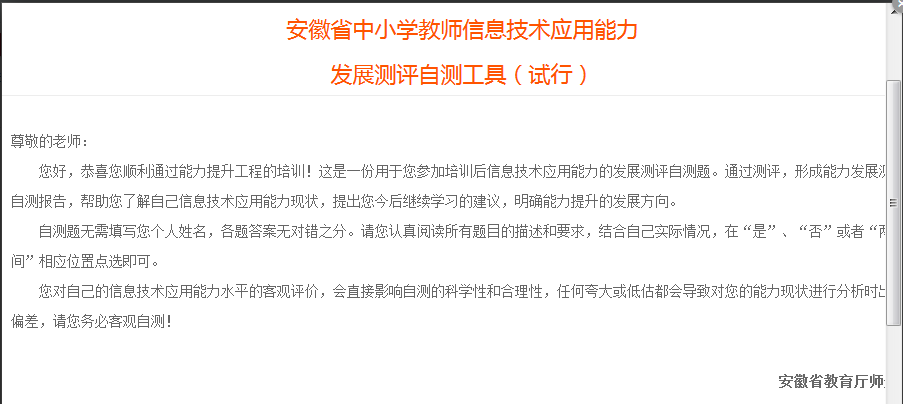 安徽省中小学教师信息技术应用能力
发展测评自测工具（试行）
尊敬的老师：
您好，恭喜您顺利通过能力提升工程的培训！这是一份用于您参加培训后信息技术应用能力的发展测评自测题。通过测评，形成能力发展测
自测报告，帮助您了解自己信息技术应用能力现状，提出您今后继续学习的建议，明确能力提升的发展方向。
自测题无需填写您个人姓名，各题答案无对错之分。请您认真阅读所有题目的描述和要求，结合自己实际情况，在“是”、“否”或者“两
间”相应位置点选即可。
您对自己的信息技术应用能力水平的客观评价，会直接影响自测的科学性和合理性，任何夸大或低估都会导致对您的能力现状进行分析时出
偏差，请您务必客观自测！
安徽省教育厅师